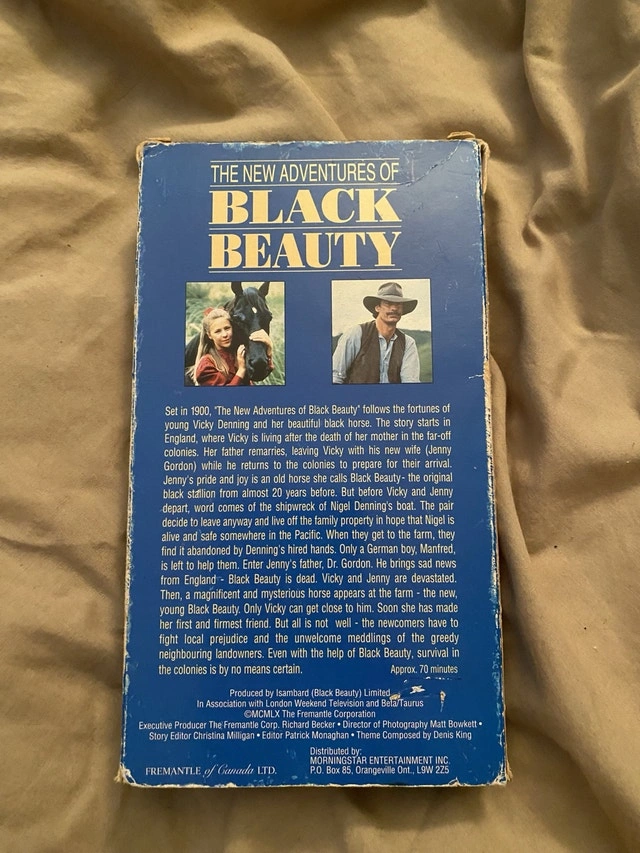 THE NEW ADVENTURES OF
BLACK
BEAUTY
Set in 1900, "The New Adventures of Black Beauty" follows the fortunes of
young Vicky Denning and her beautiful black horse. The story starts in
England, where Vicky is living after the death of her mother in the far-off
colonies. Her father remarries, leaving Vicky with his new wife (Jenny
Gordon) while he returns to the colonies to prepare for their arrival.
Jenny's pride and joy is an old horse she calls Black Beauty - the original
black stallion from almost 20 years before. But before Vicky and Jenny
depart, word comes of the shipwreck of Nigel Denning's boat. The pair
decide to leave anyway and live off the family property in hope that Nigel is
alive and safe somewhere in the Pacific. When they get to the farm, they
find it abandoned by Denning's hired hands. Only a German boy, Manfred,
is left to help them. Enter Jenny's father, Dr. Gordon. He brings sad news
from England - Black Beauty is dead. Vicky and Jenny are devastated.
Then, a magnificent and mysterious horse appears at the farm - the new,
young Black Beauty. Only Vicky can get close to him. Soon she has made
her first and firmest friend. But all is not well - the newcomers have to
fight local prejudice and the unwelcome meddlings of the greedy
neighbouring landowners. Even with the help of Black Beauty, survival in
the colonies is by no means certain. Approx. 70 minutes
Produced by Isambard (Black Beauty) Limited
In Association with London Weekend Television and Beta/Taurus
©MCMLX The Fremantle Corporation
Executive Producer The Fremantle Corp. Richard Becker • Director of Photography Matt Bowkett •
Story Editor Christina Milligan • Editor Patrick Monaghan • Theme Composed by Denis King
Distributed by:
MORNINGSTAR ENTERTAINMENT INC.
FREMANTLE of Canada LTD. P.O. Box 85, Orangeville Ont., L9W 2Z5